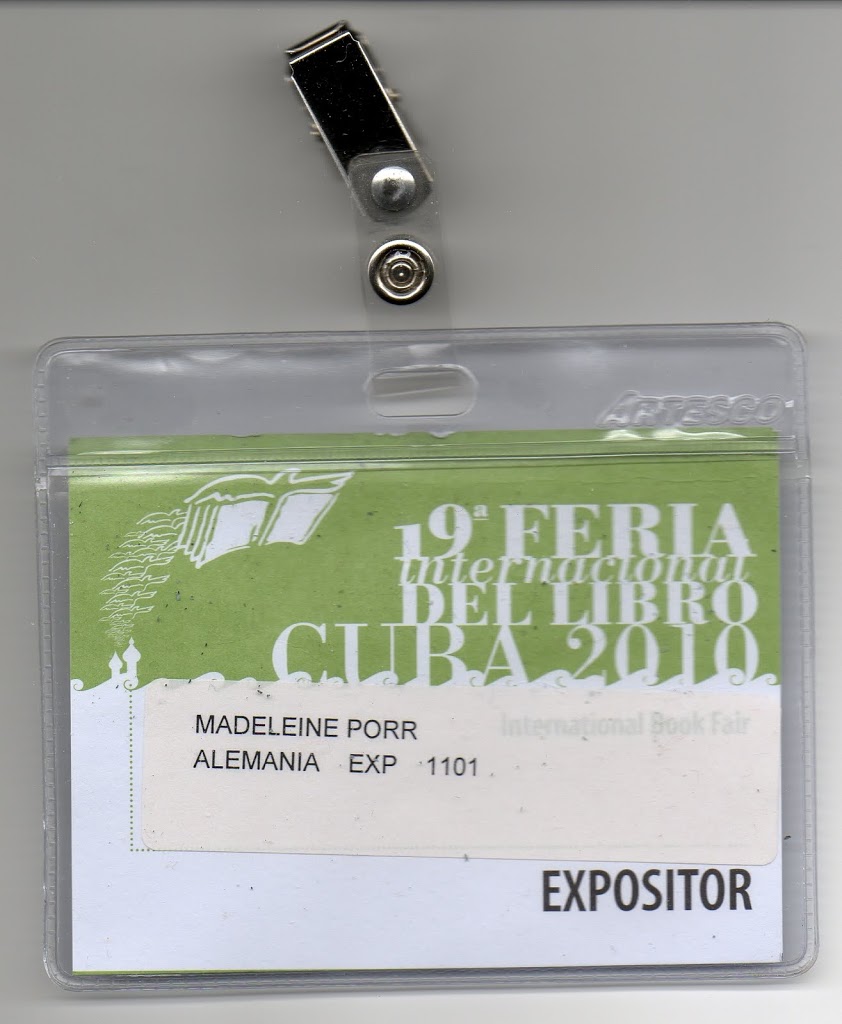 ARTESCO
19ª FERIA
internacional
DEL LIBRO
CUBA 2010
International Book Fair
MADELEINE PORR
ALEMANIA EXP 1101
EXPOSITOR